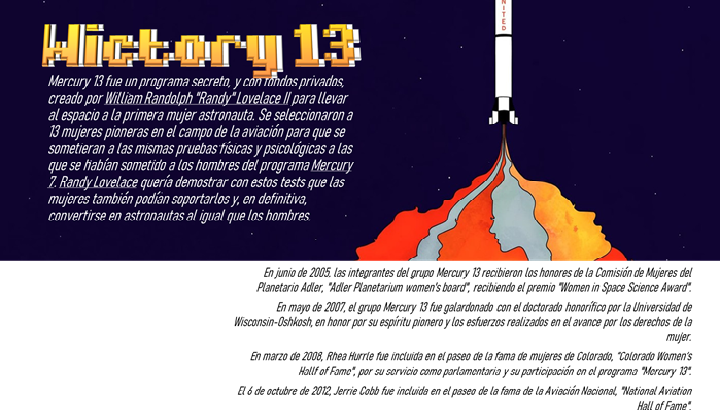 UNITED
Wictory 13
Mercury 13 fue un programa secreto, y con fondos privados,
creado por William Randolph "Randy" Lovelace II para llevar
al espacio a la primera mujer astronauta. Se seleccionaron a
13 mujeres pioneras en el campo de la aviación para que se
sometieran a las mismas pruebas físicas y psicológicas a las
que se habían sometido a los hombres del programa Mercury
7. Randy Lovelace quería demostrar con estos tests que las
mujeres también podían soportarlos y, en definitiva,
convertirse en astronautas al igual que los hombres.
En junio de 2005, las integrantes del grupo Mercury 13 recibieron los honores de la Comisión de Mujeres del
Planetario Adler, "Adler Planetarium women's board", recibiendo el premio "Women in Space Science Award".
En mayo de 2007, el grupo Mercury 13 fue galardonado con el doctorado honorífico por la Universidad de
Wisconsin-Oshkosh, en honor por su espíritu pionero y los esfuerzos realizados en el avance por los derechos de la
mujer.
En marzo de 2008, Rhea Hurrle fue incluida en el paseo de la fama de mujeres de Colorado, "Colorado Women's
Hallf of Fame", por su servicio como parlamentaria y su participación en el programa "Mercury 13".
El 6 de octubre de 2012, Jerrie Cobb fue incluida en el paseo de la fama de la Aviación Nacional, "National Aviation
Hall of Fame".